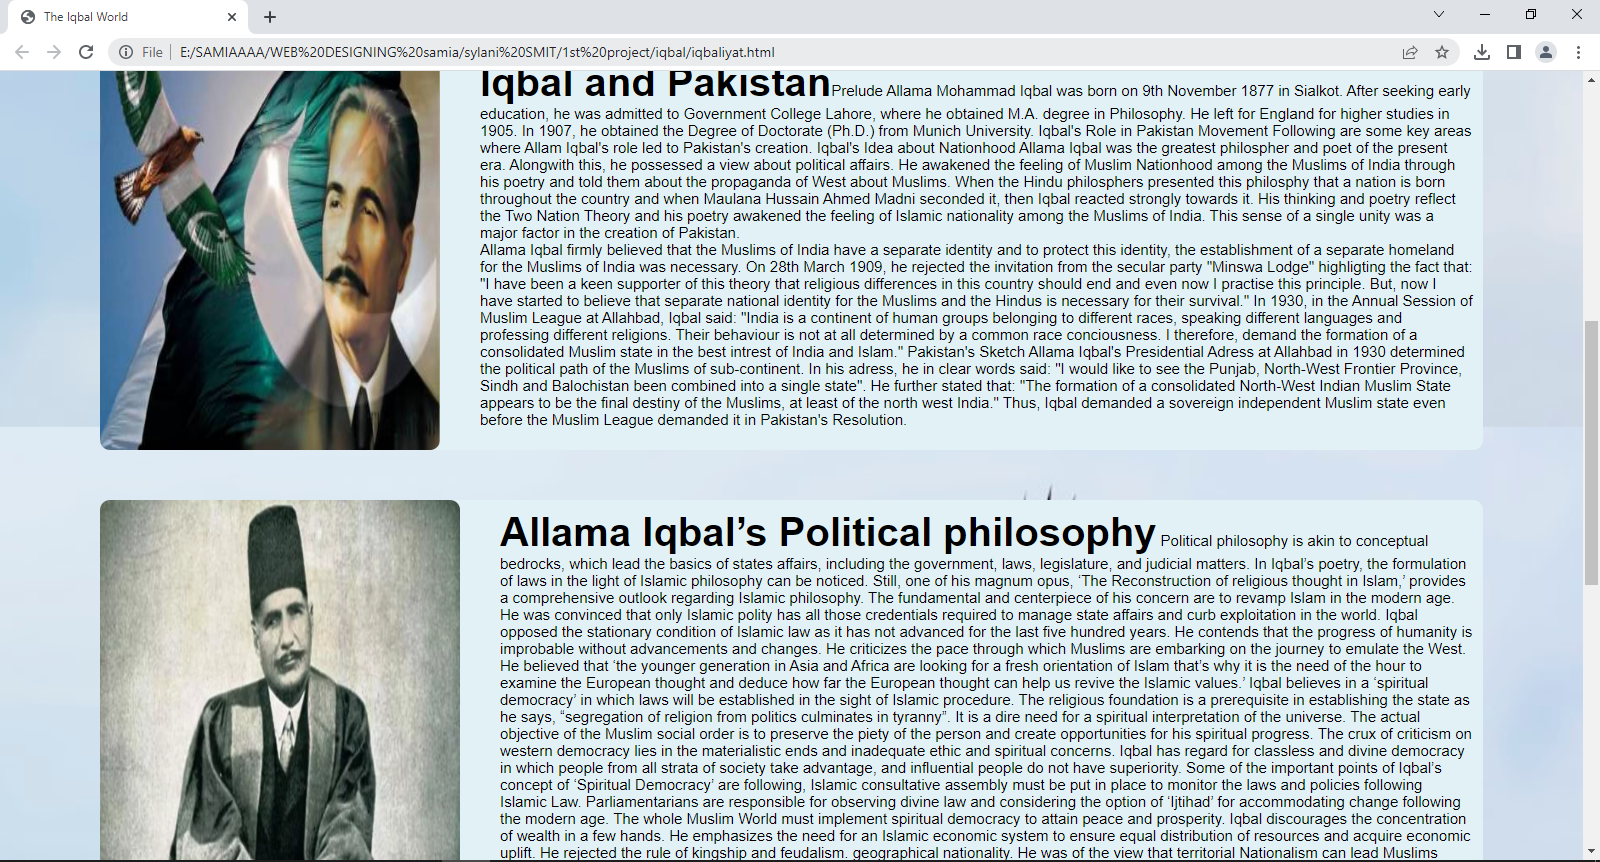 The Iqbal World
File
E:/SAMIAAAA/WEB%20DESIGNING%20samia/sylani%20SMIT/1st%20project/iqbal/iqbaliyat.html
Iqbal and Pakistan Prelude Allama Mohammad Iqbal was born on 9th November 1877 in Sialkot. After seeking early
education, he was admitted to Government College Lahore, where he obtained M.A. degree in Philosophy. He left for England for higher studies in
1905. In 1907, he obtained the Degree of Doctorate (Ph.D.) from Munich University. Iqbal's Role in Pakistan Movement Following are some key areas
where Allam Iqbal's role led to Pakistan's creation. Iqbal's Idea about Nationhood Allama Iqbal was the greatest philospher and poet of the present
era. Alongwith this, he possessed a view about political affairs. He awakened the feeling of Muslim Nationhood among the Muslims of India through
his poetry and told them about the propaganda of West about Muslims. When the Hindu philosphers presented this philosphy that a nation is born
throughout the country and when Maulana Hussain Ahmed Madni seconded it, then Iqbal reacted strongly towards it. His thinking and poetry reflect
the Two Nation Theory and his poetry awakened the feeling of Islamic nationality among the Muslims of India. This sense of a single unity was a
major factor in the creation of Pakistan.
Allama Iqbal firmly believed that the Muslims of India have a separate identity and to protect this identity, the establishment of a separate homeland
for the Muslims of India was necessary. On 28th March 1909, he rejected the invitation from the secular party "Minswa Lodge" highligting the fact that:
"I have been a keen supporter of this theory that religious differences in this country should end and even now I practise this principle. But, now I
have started to believe that separate national identity for the Muslims and the Hindus is necessary for their survival." In 1930, in the Annual Session of
Muslim League at Allahbad, Iqbal said: "India is a continent of human groups belonging to different races, speaking different languages and
professing different religions. Their behaviour is not at all determined by a common race conciousness. I therefore, demand the formation of a
consolidated Muslim state in the best intrest of India and Islam." Pakistan's Sketch Allama Iqbal's Presidential Adress at Allahbad in 1930 determined
the political path of the Muslims of sub-continent. In his adress, he in clear words said: "I would like to see the Punjab, North-West Frontier Province,
Sindh and Balochistan been combined into a single state". He further stated that: "The formation of a consolidated North-West Indian Muslim State
appears to be the final destiny of the Muslims, at least of the north west India." Thus, Iqbal demanded a sovereign independent Muslim state even
before the Muslim League demanded it in Pakistan's Resolution.
Allama Iqbal’s Political philosophy Political philosophy is akin to conceptual
bedrocks, which lead the basics of states affairs, including the government, laws, legislature, and judicial matters. In Iqbal’s poetry, the formulation
of laws in the light of Islamic philosophy can be noticed. Still, one of his magnum opus, ‘The Reconstruction of religious thought in Islam,’ provides
a comprehensive outlook regarding Islamic philosophy. The fundamental and centerpiece of his concern are to revamp Islam in the modern age.
He was convinced that only Islamic polity has all those credentials required to manage state affairs and curb exploitation in the world. Iqbal
opposed the stationary condition of Islamic law as it has not advanced for the last five hundred years. He contends that the progress of humanity is
improbable without advancements and changes. He criticizes the pace through which Muslims are embarking on the journey to emulate the West.
He believed that ‘the younger generation in Asia and Africa are looking for a fresh orientation of Islam that’s why it is the need of the hour to
examine the European thought and deduce how far the European thought can help us revive the Islamic values.’ Iqbal believes in a ‘spiritual
democracy’ in which laws will be established in the sight of Islamic procedure. The religious foundation is a prerequisite in establishing the state as
he says, “segregation of religion from politics culminates in tyranny”. It is a dire need for a spiritual interpretation of the universe. The actual
objective of the Muslim social order is to preserve the piety of the person and create opportunities for his spiritual progress. The crux of criticism on
western democracy lies in the materialistic ends and inadequate ethic and spiritual concerns. Iqbal has regard for classless and divine democracy
in which people from all strata of society take advantage, and influential people do not have superiority. Some of the important points of Iqbal’s
concept of ‘Spiritual Democracy’ are following, Islamic consultative assembly must be put in place to monitor the laws and policies following
Islamic Law. Parliamentarians are responsible for observing divine law and considering the option of ‘Ijtihad’ for accommodating change following
the modern age. The whole Muslim World must implement spiritual democracy to attain peace and prosperity. Iqbal discourages the concentration
of wealth in a few hands. He emphasizes the need for an Islamic economic system to ensure equal distribution of resources and acquire economic
uplift. He rejected the rule of kingship and feudalism, geographical nationality. He was of the view that territorial Nationalism can lead Muslims